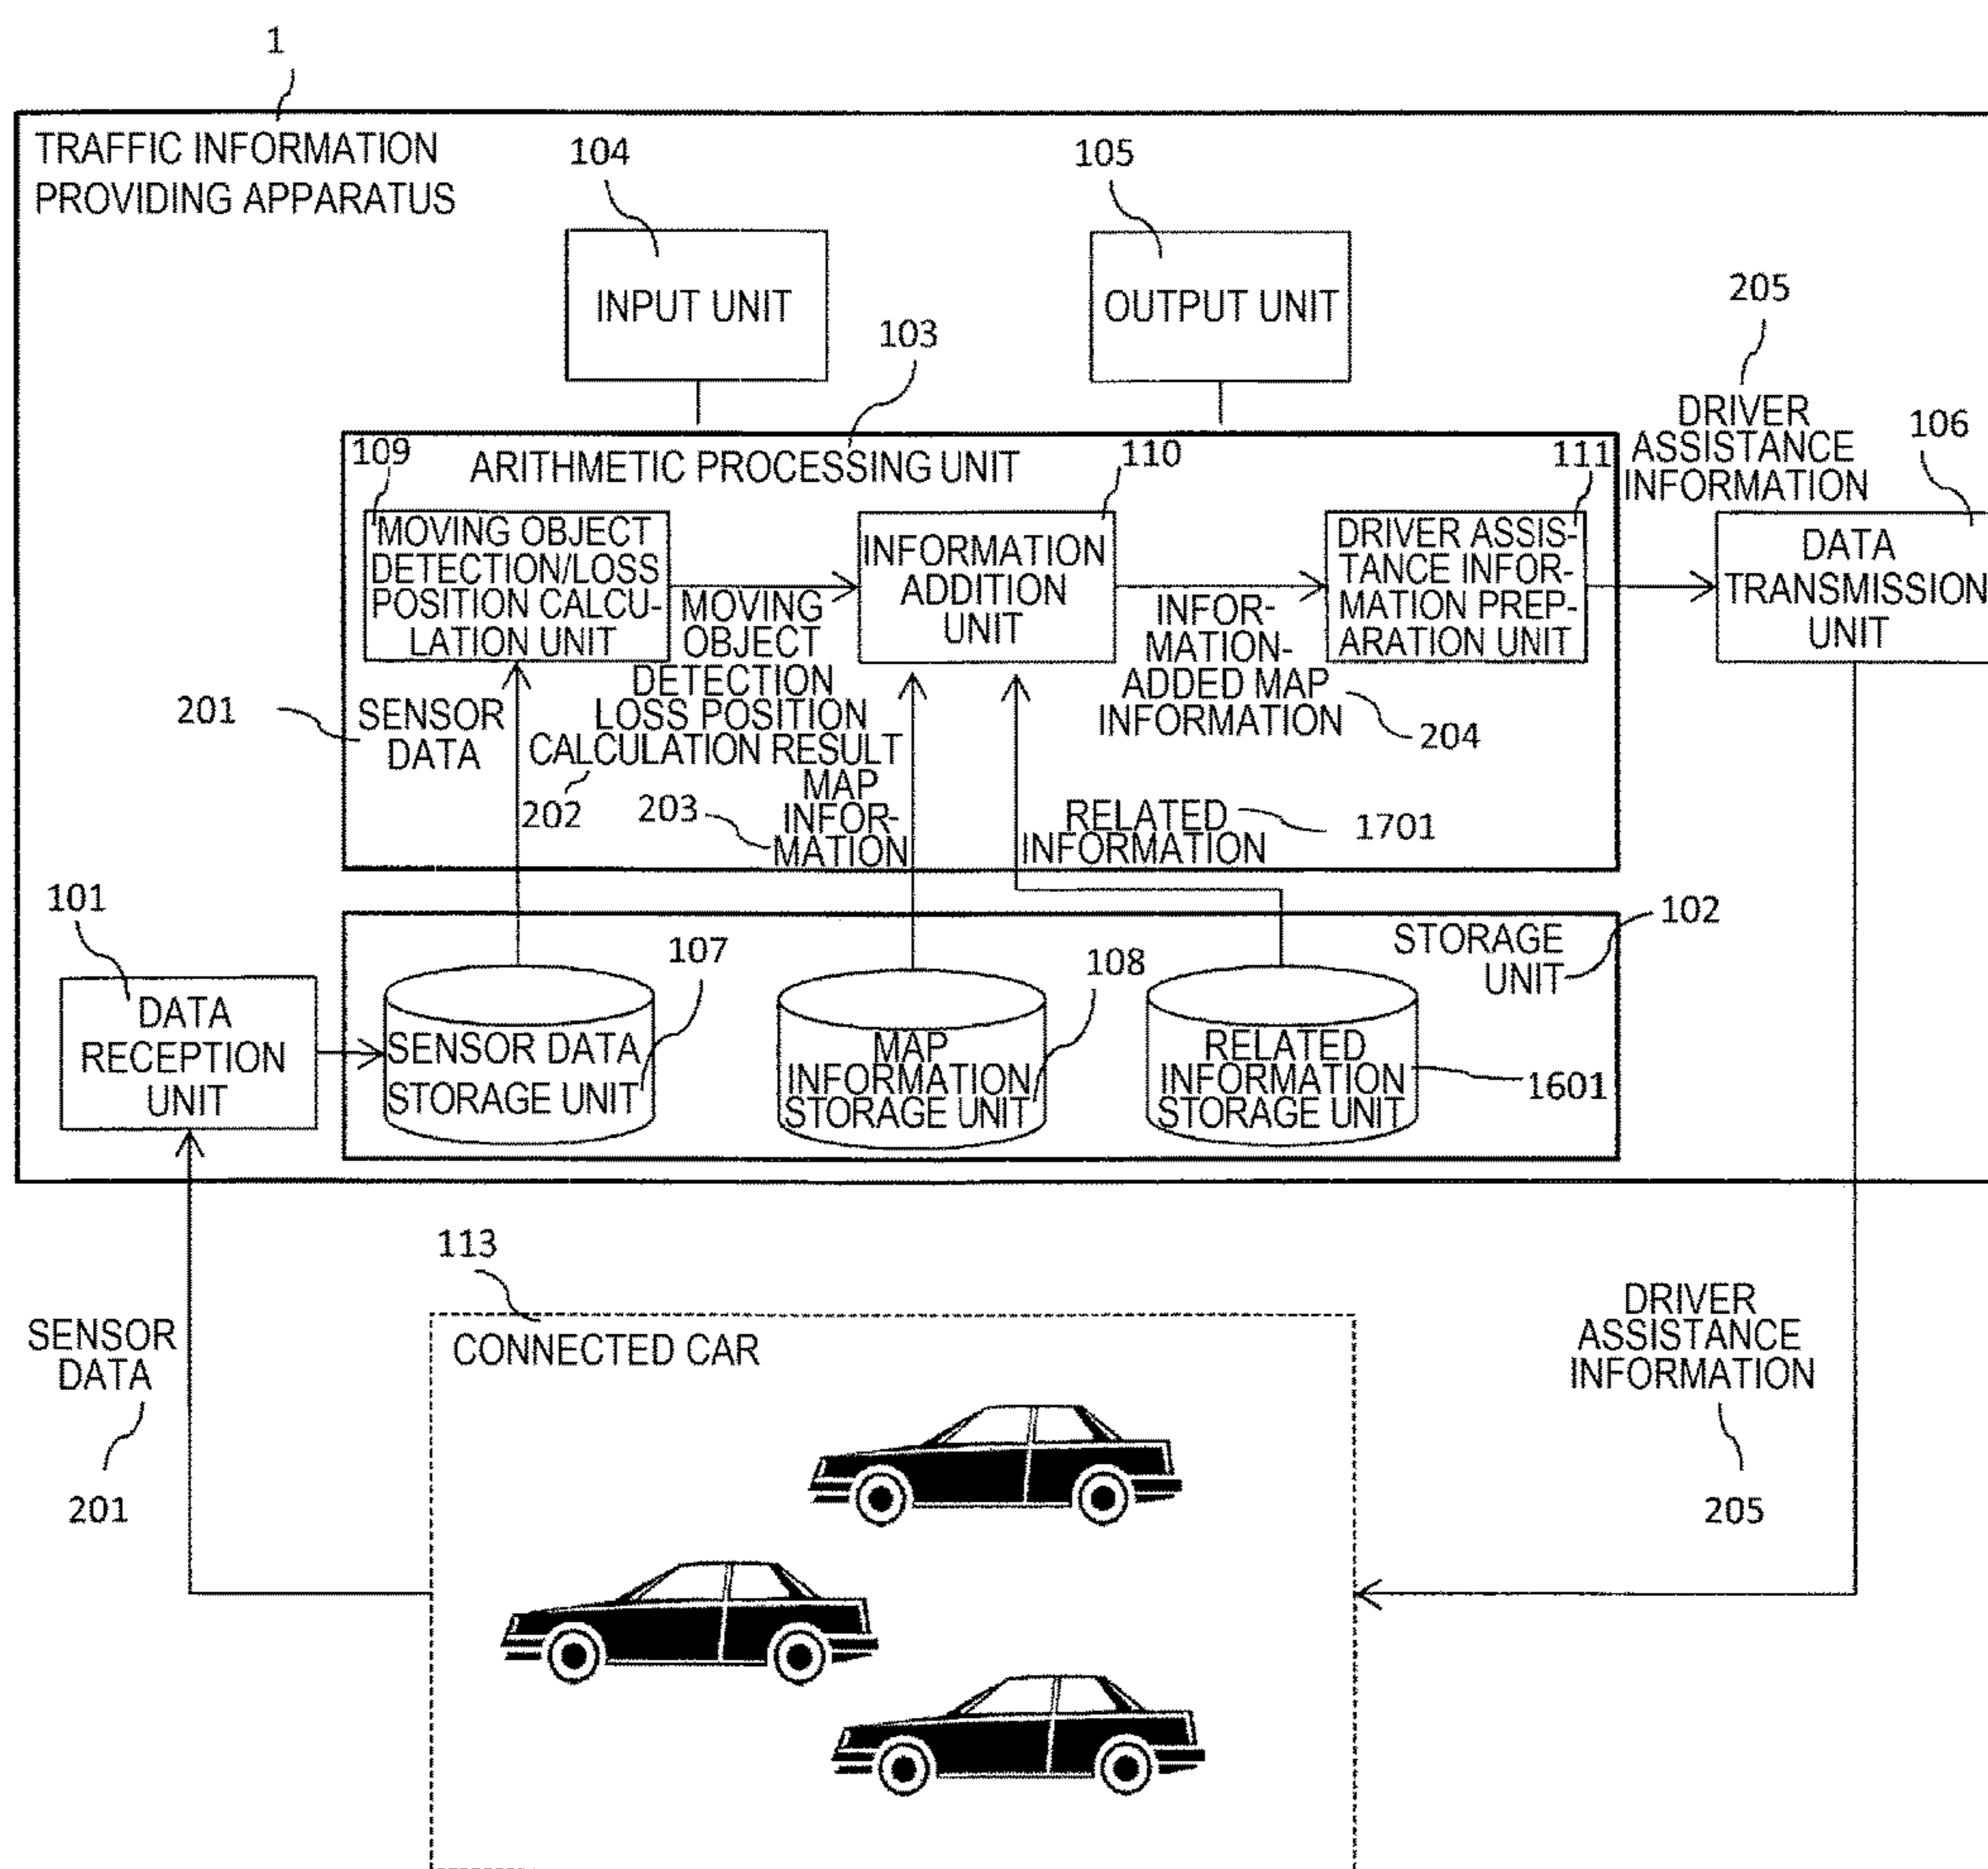 1
TRAFFIC INFORMATION
PROVIDING APPARATUS
104
105
INPUT UNIT
OUTPUT UNIT
103
205
DRIVER
ASSISTANCE
INFORMATION
106
109
ARITHMETIC PROCESSING UNIT
110
111
MOVING OBJECT
DETECTION/LOSS
POSITION CALCU-
LATION UNIT
INFORMATION
ADDITION
UNIT
DRIVER ASSIS-
TANCE INFOR-
MATION PREP-
ARATION UNIT
DATA
TRANSMISSION
UNIT
MOVING
OBJECT
DETECTION
LOSS POSITION
CALCULATION RESULT
202
INFOR-
MATION-
ADDED MAP
INFORMATION
204
201
SENSOR
DATA
203
MAP
INFOR-
MATION
RELATED
INFORMATION
1701
101
DATA
RECEPTION
UNIT
STORAGE
UNIT
102
107
SENSOR DATA
STORAGE UNIT
108
MAP
INFORMATION
STORAGE UNIT
RELATED
INFORMATION
STORAGE UNIT
1601
113
CONNECTED CAR
SENSOR
DATA
201
DRIVER
ASSISTANCE
INFORMATION
205